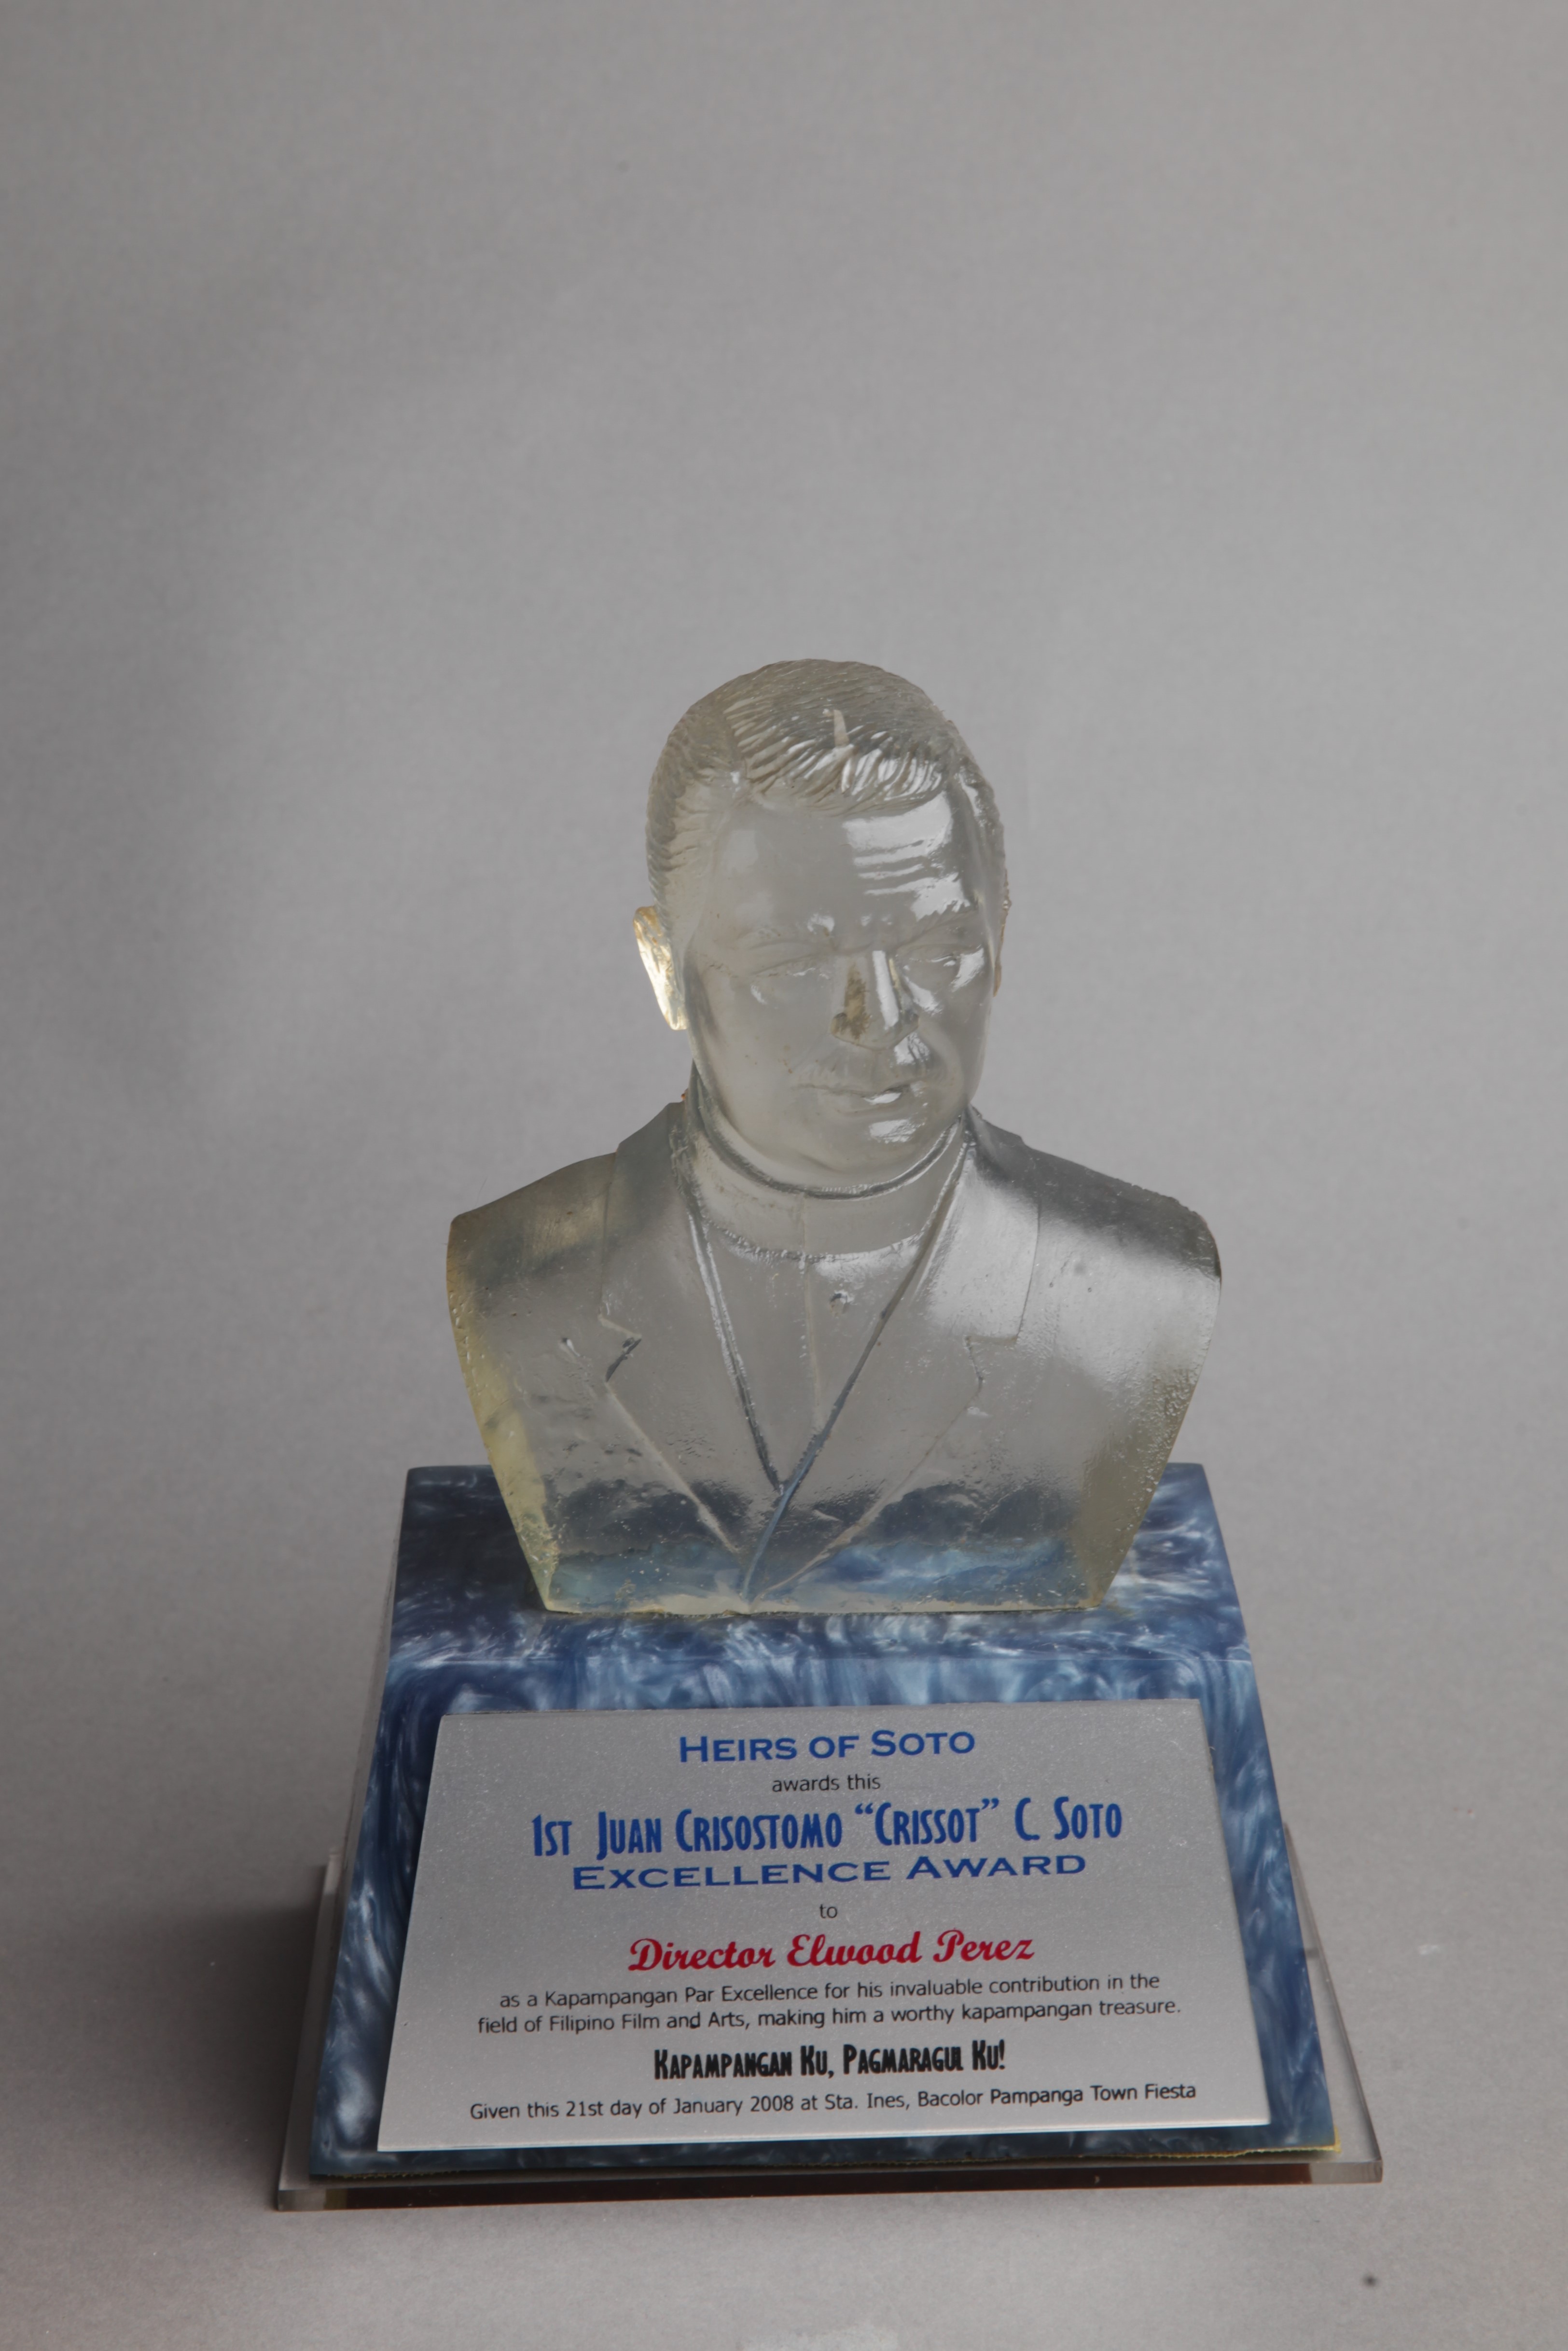 HEIRS OF SOTO
awards this
1ST JUAN CRISOSTOMO “CRISSOT” C. SOTO
EXCELLENCE AWARD
to
Director Elwood Perez
as a Kapampangan Par Excellence for his invaluable contribution in the
field of Filipino Film and Arts, making him a worthy kapampangan treasure.
KAPAMPANGAN KU, PAGMARAGUL KU!
Given this 21st day of January 2008 at Sta. Ines, Bacolor Pampanga Town Fiesta